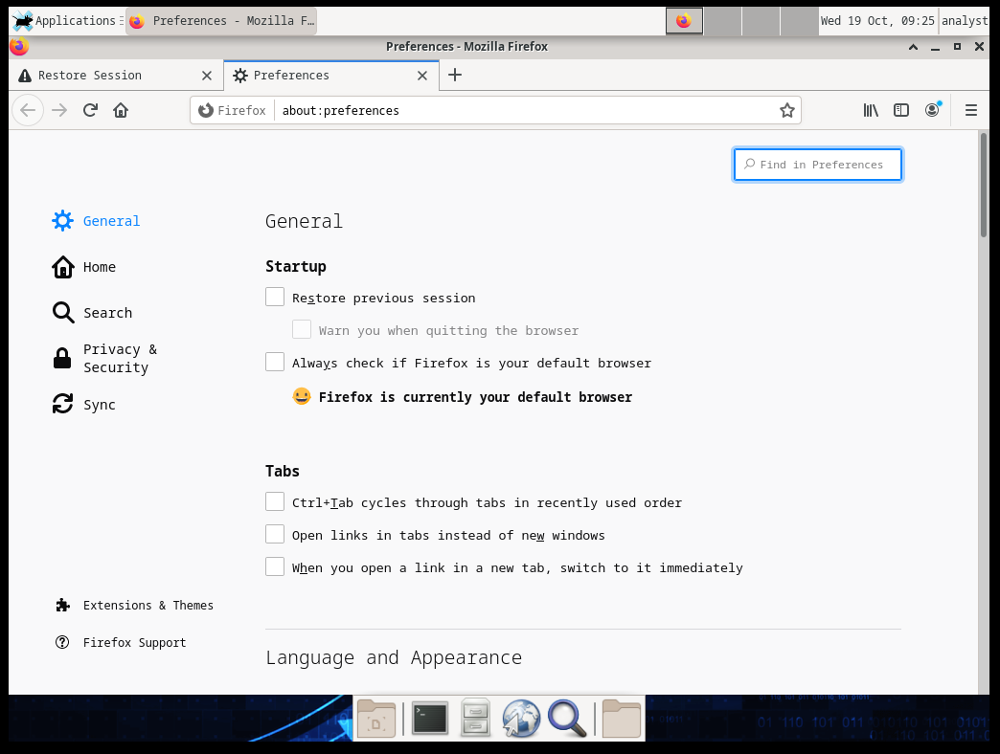 Applications
Preferences - Mozilla F…
Wed 19 Oct, 09:25
analyst
Preferences - Mozilla Firefox
Restore Session
Preferences
Firefox
about:preferences
Find in Preferences
General
Home
Search
Privacy &
Security
Sync
Extensions & Themes
Firefox Support
General
Startup
Restore previous session
Warn you when quitting the browser
Always check if Firefox is your default browser
Firefox is currently your default browser
Tabs
Ctrl+Tab cycles through tabs in recently used order
Open links in tabs instead of new windows
When you open a link in a new tab, switch to it immediately
Language and Appearance